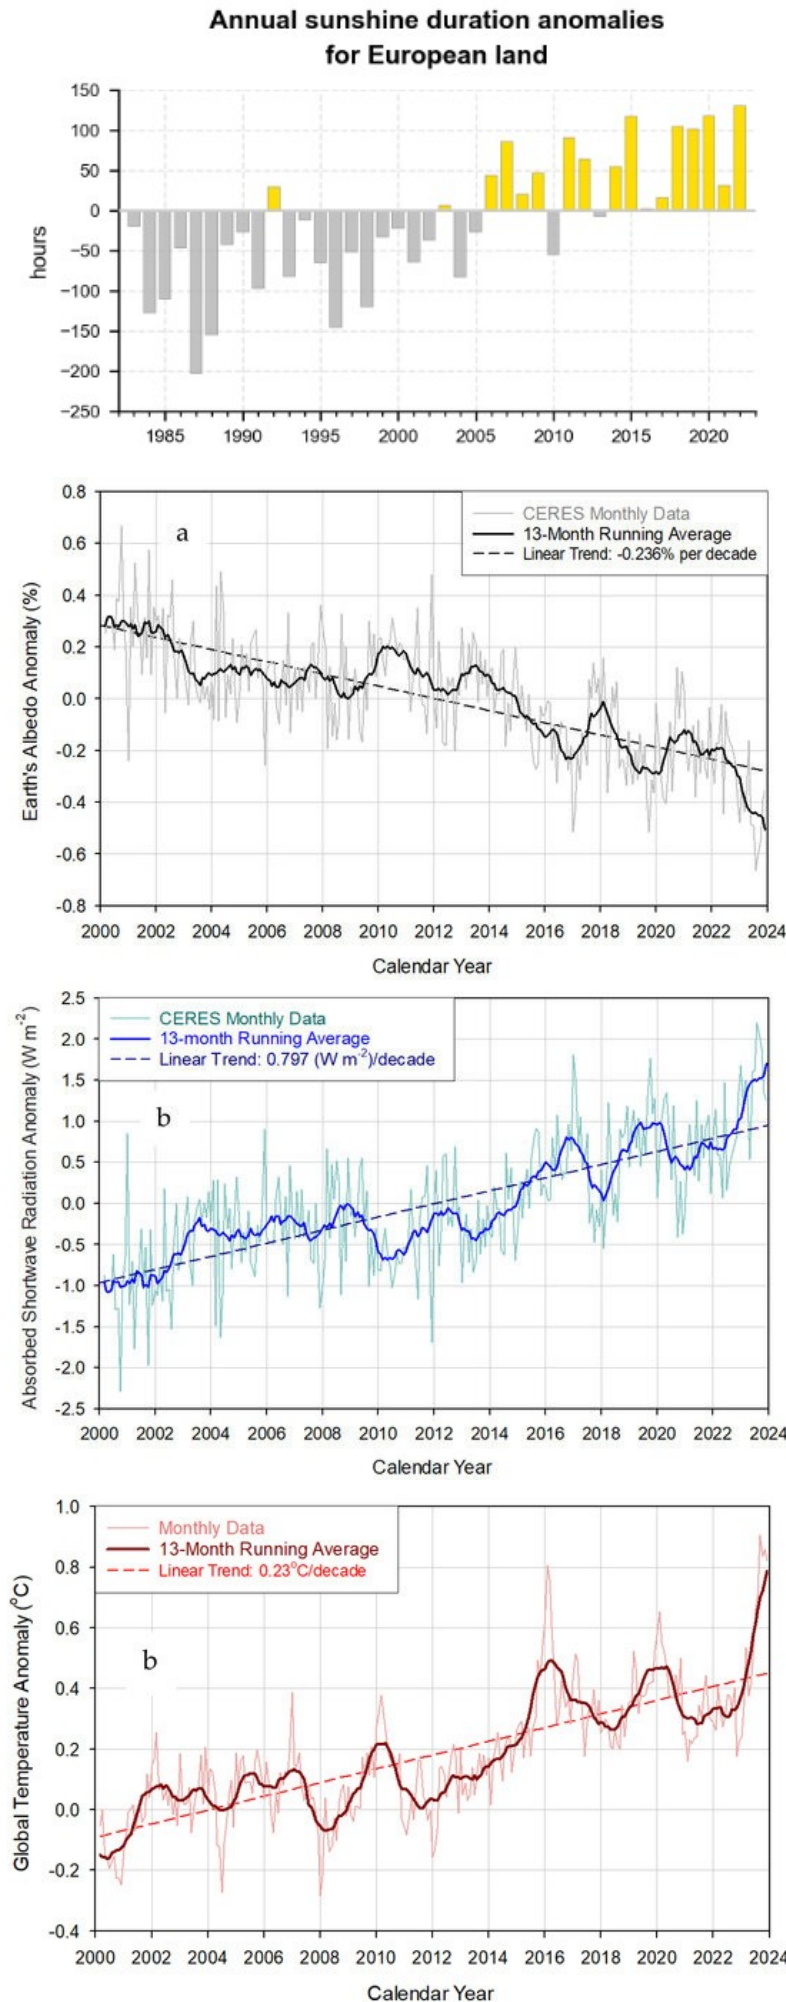 Annual sunshine duration anomalies
for European land
150
100
50
0
−50
−100
−150
−200
−250
hours
1985 1990 1995 2000 2005 2010 2015 2020
a
CERES Monthly Data
13-Month Running Average
Linear Trend: -0.236% per decade
0.8
0.6
0.4
0.2
0.0
-0.2
-0.4
-0.6
-0.8
Earth's Albedo Anomaly (%)
2000 2002 2004 2006 2008 2010 2012 2014 2016 2018 2020 2022 2024
Calendar Year
CERES Monthly Data
13-month Running Average
Linear Trend: 0.797 (W m-2)/decade
b
2.5
2.0
1.5
1.0
0.5
0.0
-0.5
-1.0
-1.5
-2.0
-2.5
Absorbed Shortwave Radiation Anomaly (W m-2)
2000 2002 2004 2006 2008 2010 2012 2014 2016 2018 2020 2022 2024
Calendar Year
Monthly Data
13-Month Running Average
Linear Trend: 0.23°C/decade
b
1.0
0.8
0.6
0.4
0.2
0.0
-0.2
-0.4
Global Temperature Anomaly (°C)
2000 2002 2004 2006 2008 2010 2012 2014 2016 2018 2020 2022 2024
Calendar Year